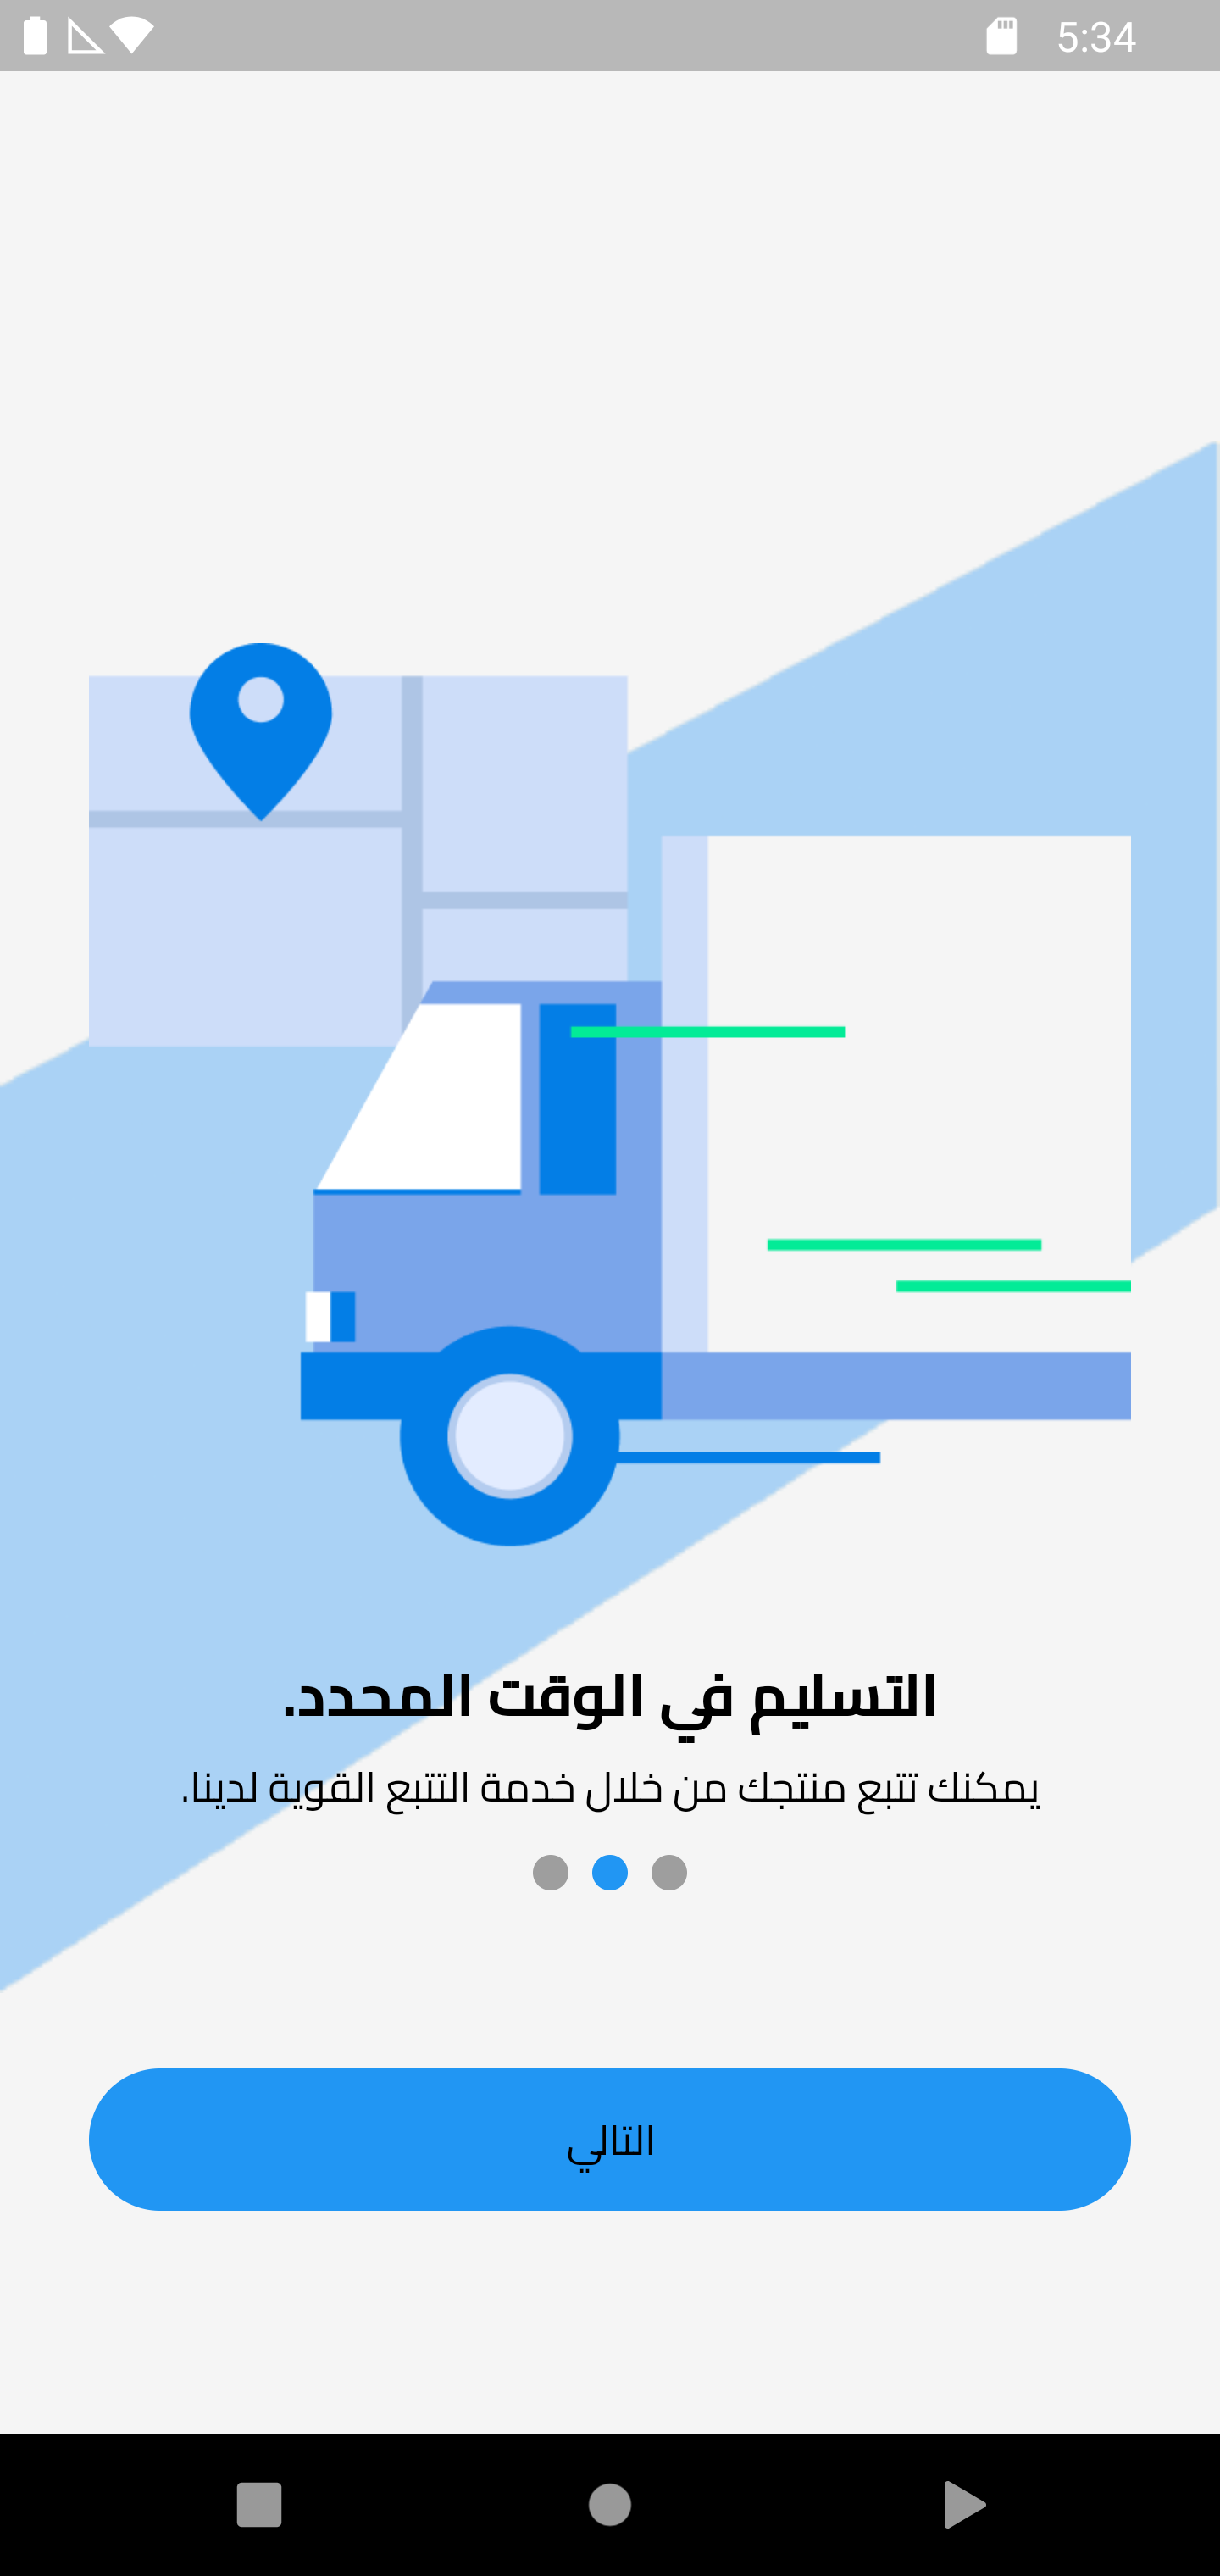 5:34
التسليم في الوقت المحدد.
يمكنك تتبع منتجك من خلال خدمة التتبع القوية لدينا.
التالي